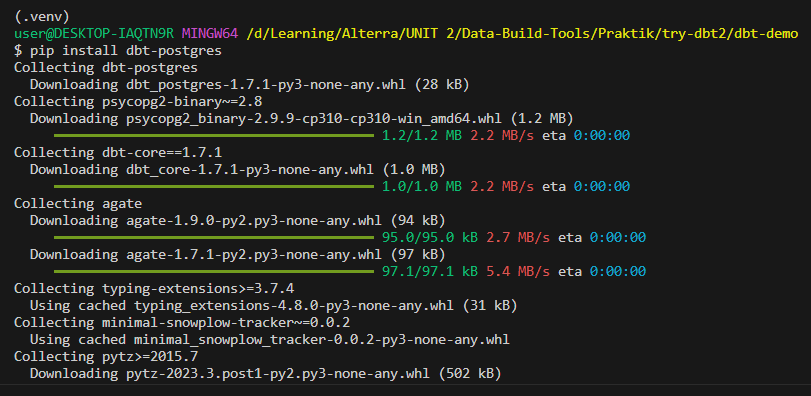 (.venv)
user@DESKTOP-IAQTN9R MINGW64 /d/Learning/Alterra/UNIT 2/Data-Build-Tools/Praktik/try-dbt2/dbt-demo
$ pip install dbt-postgres
Collecting dbt-postgres
  Downloading dbt_postgres-1.7.1-py3-none-any.whl (28 kB)
Collecting psycopg2-binary~=2.8
  Downloading psycopg2_binary-2.9.9-cp310-cp310-win_amd64.whl (1.2 MB)
1.2/1.2 MB 2.2 MB/s eta 0:00:00
Collecting dbt-core==1.7.1
  Downloading dbt_core-1.7.1-py3-none-any.whl (1.0 MB)
1.0/1.0 MB 2.2 MB/s eta 0:00:00
Collecting agate
  Downloading agate-1.9.0-py2.py3-none-any.whl (94 kB)
95.0/95.0 kB 2.7 MB/s eta 0:00:00
  Downloading agate-1.7.1-py2.py3-none-any.whl (97 kB)
97.1/97.1 kB 5.4 MB/s eta 0:00:00
Collecting typing-extensions>=3.7.4
  Using cached typing_extensions-4.8.0-py3-none-any.whl (31 kB)
Collecting minimal-snowplow-tracker~=0.0.2
  Using cached minimal_snowplow_tracker-0.0.2-py3-none-any.whl
Collecting pytz>=2015.7
  Downloading pytz-2023.3.post1-py2.py3-none-any.whl (502 kB)